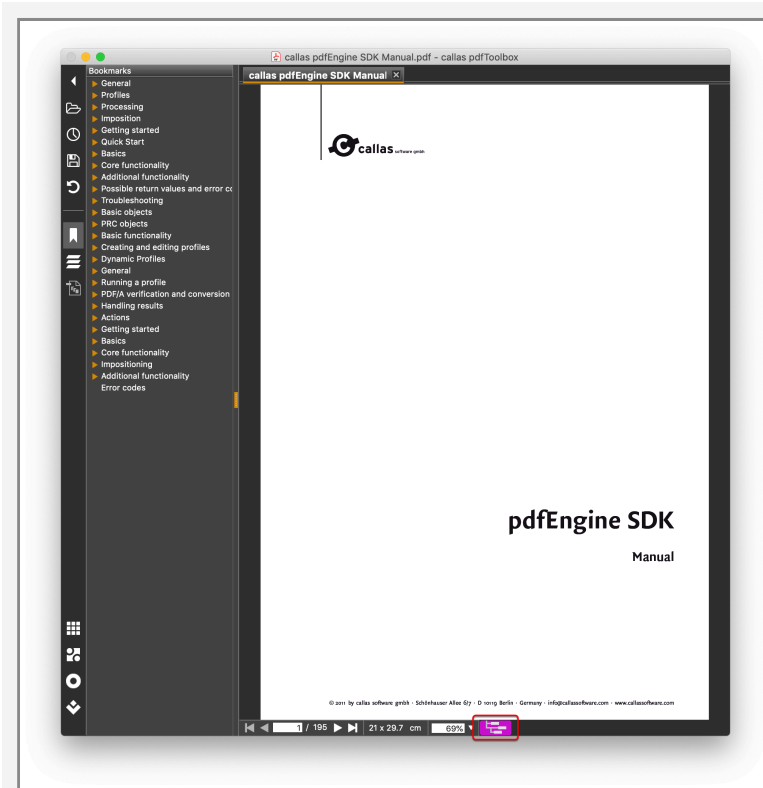 callas pdfEngine SDK Manual.pdf - callas pdfToolbox
Bookmarks
General
Profiles
Processing
Imposition
Getting started
Quick Start
Basics
Core functionality
Additional functionality
Possible return values and error co
Troubleshooting
Basic objects
PRC objects
Basic functionality
Creating and editing profiles
Dynamic Profiles
General
Running a profile
PDF/A verification and conversion
Handling results
Actions
Getting started
Basics
Core functionality
Impositioning
Additional functionality
Error codes
callas pdfEngine SDK Manual ×
callas software gmbh
pdfEngine SDK
Manual
© 2011 by callas software gmbh · Schönhauser Allee 6/7 · D 10119 Berlin · Germany · info@callassoftware.com · www.callassoftware.com
1 / 195 21 x 29.7 cm 69%